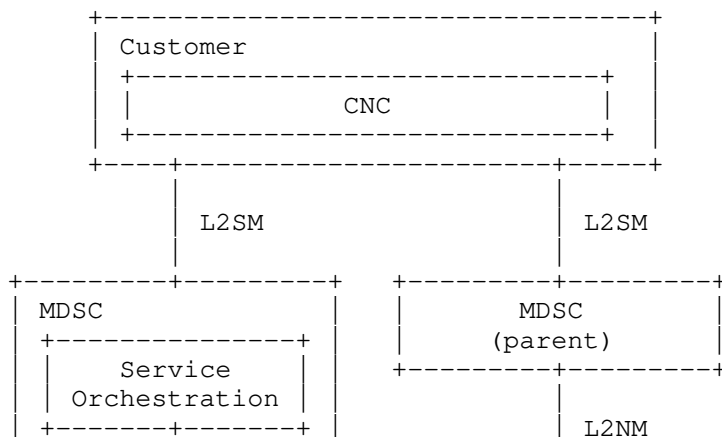 Customer
CNC
L2SM L2SM
MDSC MDSC
(parent)
Service
Orchestration
L2NM